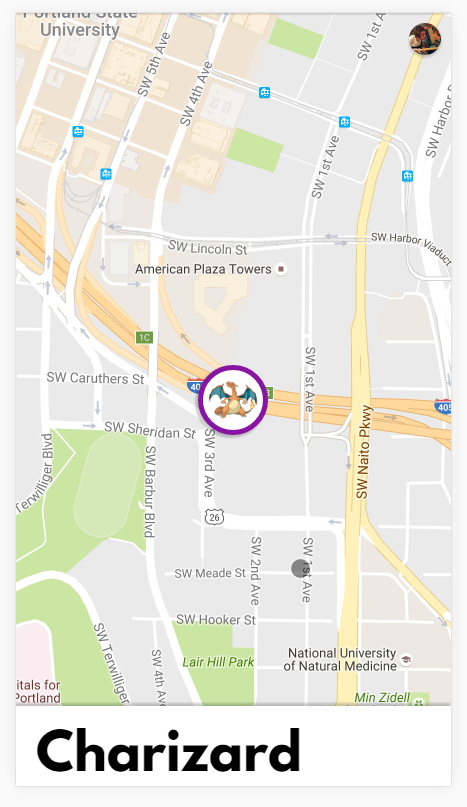 Portland State
University
SW 5th Ave
SW 4th Ave
SW 1st A
SW Harbor
SW 1st Ave
SW 1st Ave
SW Lincoln St
SW Harbor Viaduct
American Plaza Towers
1C
SW Caruthers St
40
405
SW 1st Ave
SW Sheridan St
SW 3rd Ave
SW Naito Pkwy
Terwilliger Blvd
SW Barbur Blvd
26
SW Meade St
SW 2nd Ave
SW 1st Ave
SW Hooker St
SW Terwilliger
SW 4th Ave
Lair Hill Park
National University
of Natural Medicine
itals for
Portland
Min Zidell
Charizard